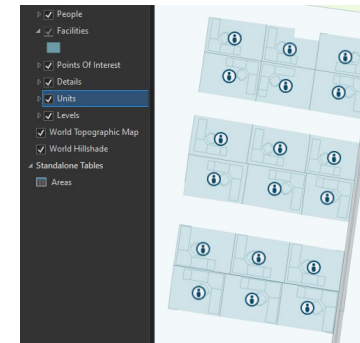 People
Facilities
Points Of Interest
Details
Units
Levels
World Topographic Map
World Hillshade
Standalone Tables
Areas